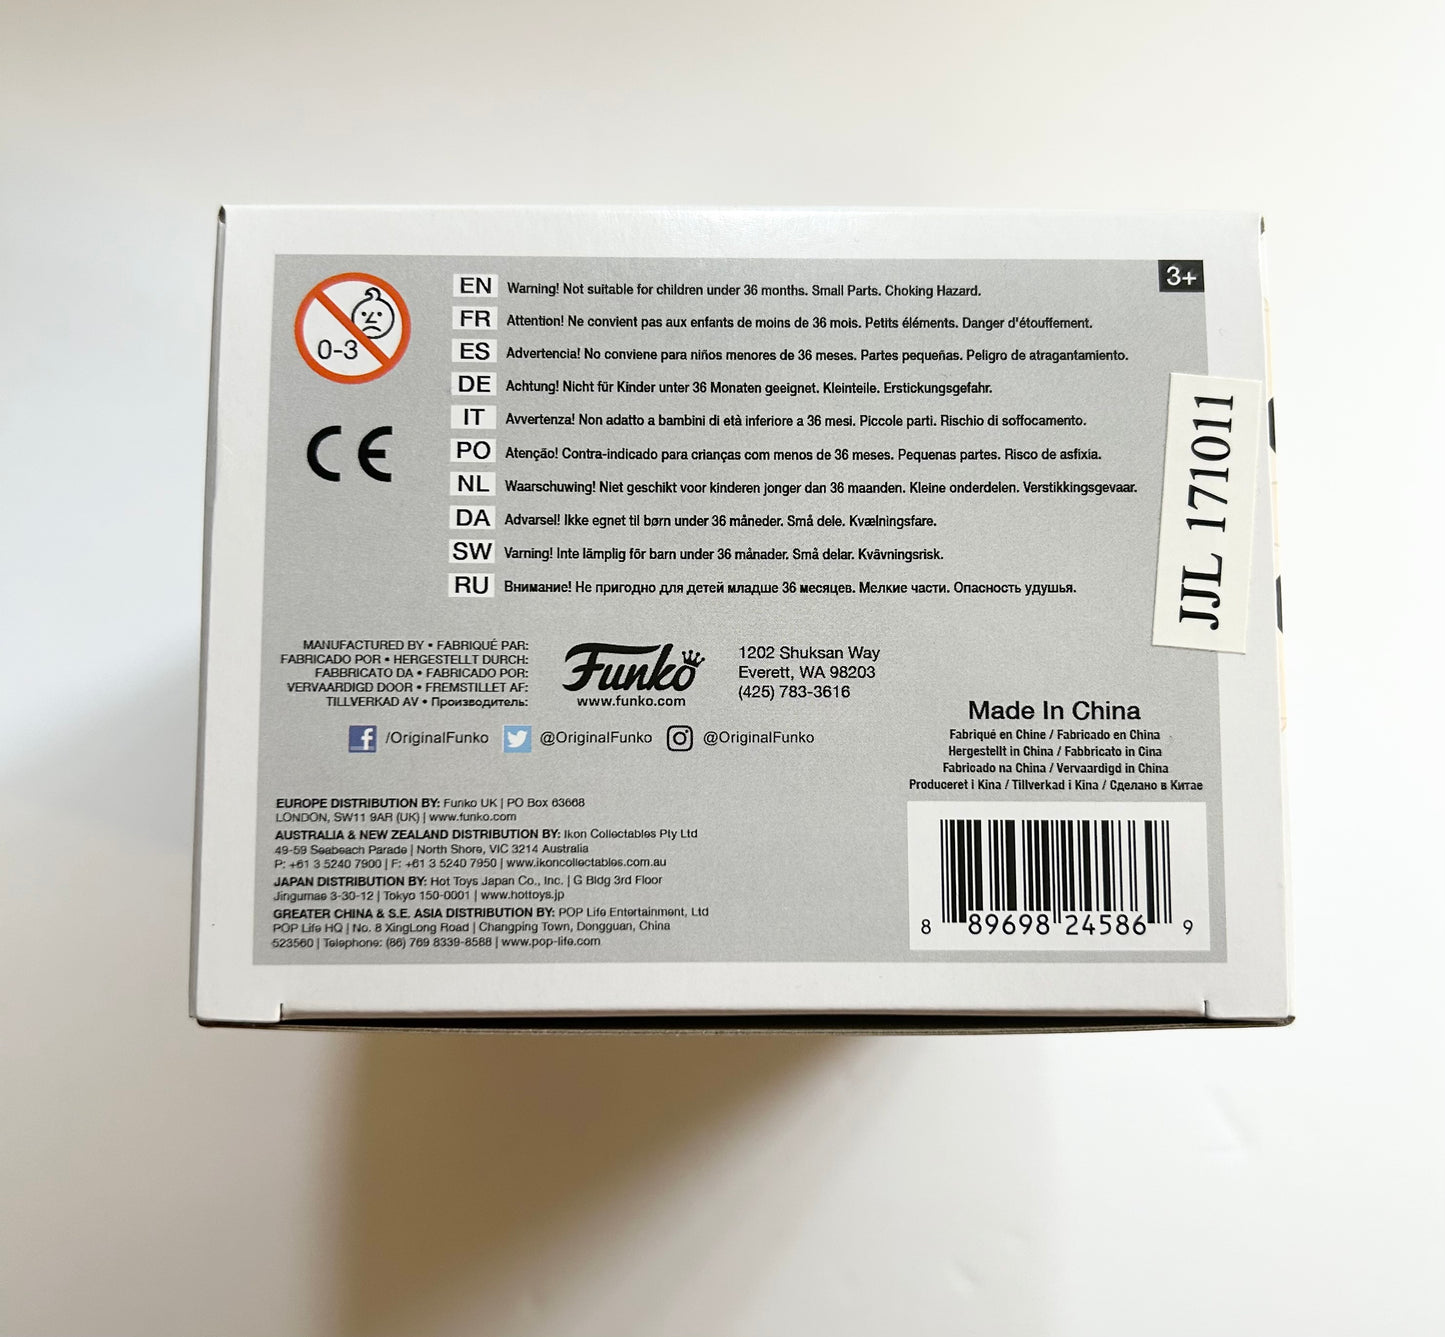 0-3
EN Warning! Not suitable for children under 36 months. Small Parts. Choking Hazard.
FR Attention! Ne convient pas aux enfants de moins de 36 mois. Petits éléments. Danger d'étouffement.
ES Advertencia! No conviene para niños menores de 36 meses. Partes pequeñas. Peligro de atragantamiento.
DE Achtung! Nicht für Kinder unter 36 Monaten geeignet. Kleinteile. Erstickungsgefahr.
IT Avvertenza! Non adatto a bambini di età inferiore a 36 mesi. Piccole parti. Rischio di soffocamento.
PO Atenção! Contra-indicado para crianças com menos de 36 meses. Pequenas partes. Risco de asfixia.
NL Waarschuwing! Niet geschikt voor kinderen jonger dan 36 maanden. Kleine onderdelen. Verstikkingsgevaar.
DA Advarsel! Ikke egnet til børn under 36 måneder. Små dele. Kvælningsfare.
SW Varning! Inte lämplig för barn under 36 månader. Små delar. Kvävningsrisk.
RU Внимание! Не пригодно для детей младше 36 месяцев. Мелкие части. Опасность удушья.
3+
CE
JJL 171011
MANUFACTURED BY • FABRIQUÉ PAR:
FABRICADO POR • HERGESTELLT DURCH:
FABBRICATO DA • FABRICADO POR:
VERVAARDIGD DOOR • FREMSTILLET AF:
TILLVERKAD AV • Производитель:
Funko
www.funko.com
1202 Shuksan Way
Everett, WA 98203
(425) 783-3616
f /OriginalFunko @OriginalFunko @OriginalFunko
Made In China
Fabriqué en Chine / Fabricado en China
Hergestellt in China / Fabbricato in Cina
Fabricado na China / Vervaardigd in China
Produceret i Kina / Tillverkad i Kina / Сделано в Китае
EUROPE DISTRIBUTION BY: Funko UK | PO Box 63668
LONDON, SW11 9AR (UK) | www.funko.com
AUSTRALIA & NEW ZEALAND DISTRIBUTION BY: Ikon Collectables Pty Ltd
49-59 Seabeach Parade | North Shore, VIC 3214 Australia
P: +61 3 5240 7900 | F: +61 3 5240 7950 | www.ikoncollectables.com.au
JAPAN DISTRIBUTION BY: Hot Toys Japan Co., Inc. | G Bldg 3rd Floor
Jingumae 3-30-12 | Tokyo 150-0001 | www.hottoys.jp
GREATER CHINA & S.E. ASIA DISTRIBUTION BY: POP Life Entertainment, Ltd
POP Life HQ | No. 8 XingLong Road | Changping Town, Dongguan, China
523560 | Telephone: (86) 769 8339-8588 | www.pop-life.com
8 89698 24586 9